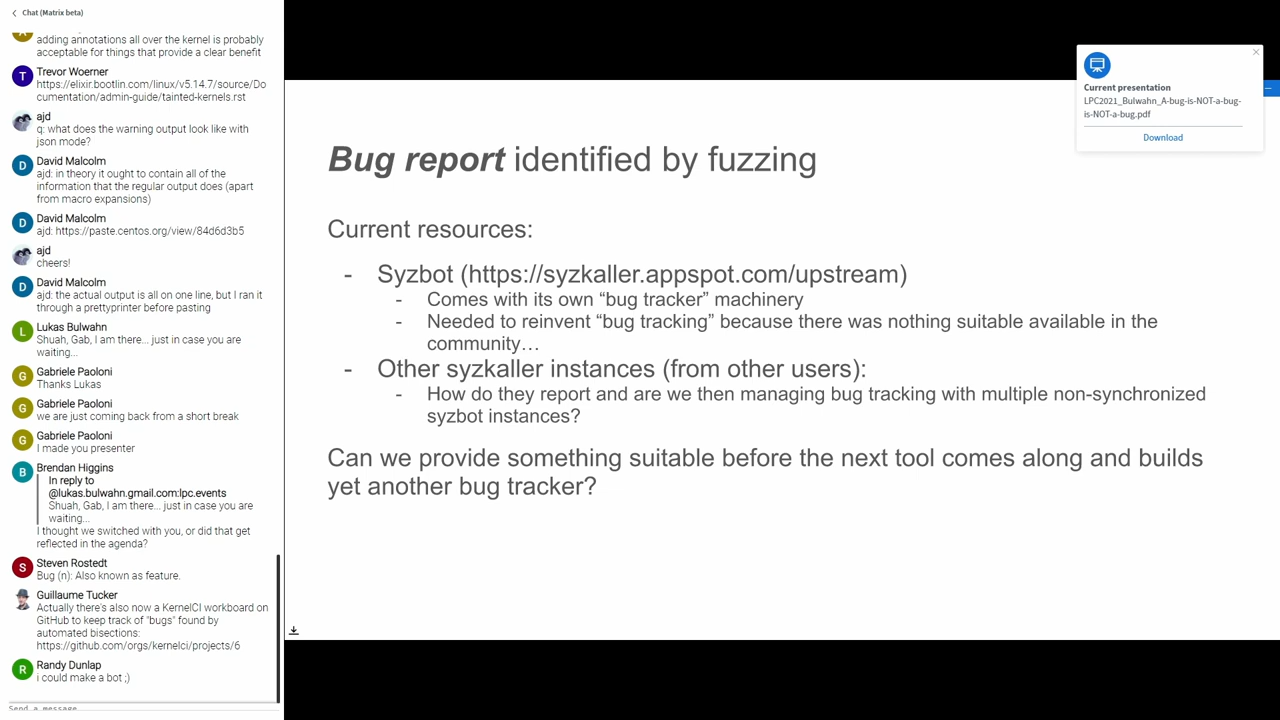 Chat (Matrix beta)
adding annotations all over the kernel is probably
acceptable for things that provide a clear benefit
Trevor Woerner
https://elixir.bootlin.com/linux/v5.14.7/source/Do
cumentation/admin-guide/tainted-kernels.rst
ajd
q: what does the warning output look like with
json mode?
David Malcolm
ajd: in theory it ought to contain all of the
information that the regular output does (apart
from macro expansions)
David Malcolm
ajd: https://paste.centos.org/view/84d6d3b5
ajd
cheers!
David Malcolm
ajd: the actual output is all on one line, but I ran it
through a prettyprinter before pasting
Lukas Bulwahn
Shuah, Gab, I am there... just in case you are
waiting...
Gabriele Paoloni
Thanks Lukas
Gabriele Paoloni
we are just coming back from a short break
Gabriele Paoloni
I made you presenter
Brendan Higgins
In reply to
@lukas.bulwahn.gmail.com:lpc.events
Shuah, Gab, I am there... just in case you are
waiting...
I thought we switched with you, or did that get
reflected in the agenda?
Steven Rostedt
Bug (n): Also known as feature.
Guillaume Tucker
Actually there's also now a KernelCI workboard on
GitHub to keep track of "bugs" found by
automated bisections:
https://github.com/orgs/kernelci/projects/6
Randy Dunlap
i could make a bot ;)
Send a message
Bug report identified by fuzzing
Current resources:
- Syzbot (https://syzkaller.appspot.com/upstream)
- Comes with its own “bug tracker” machinery
- Needed to reinvent “bug tracking” because there was nothing suitable available in the
community…
- Other syzkaller instances (from other users):
- How do they report and are we then managing bug tracking with multiple non-synchronized
syzbot instances?
Can we provide something suitable before the next tool comes along and builds
yet another bug tracker?
Current presentation
LPC2021_Bulwahn_A-bug-is-NOT-a-bug-
is-NOT-a-bug.pdf
Download